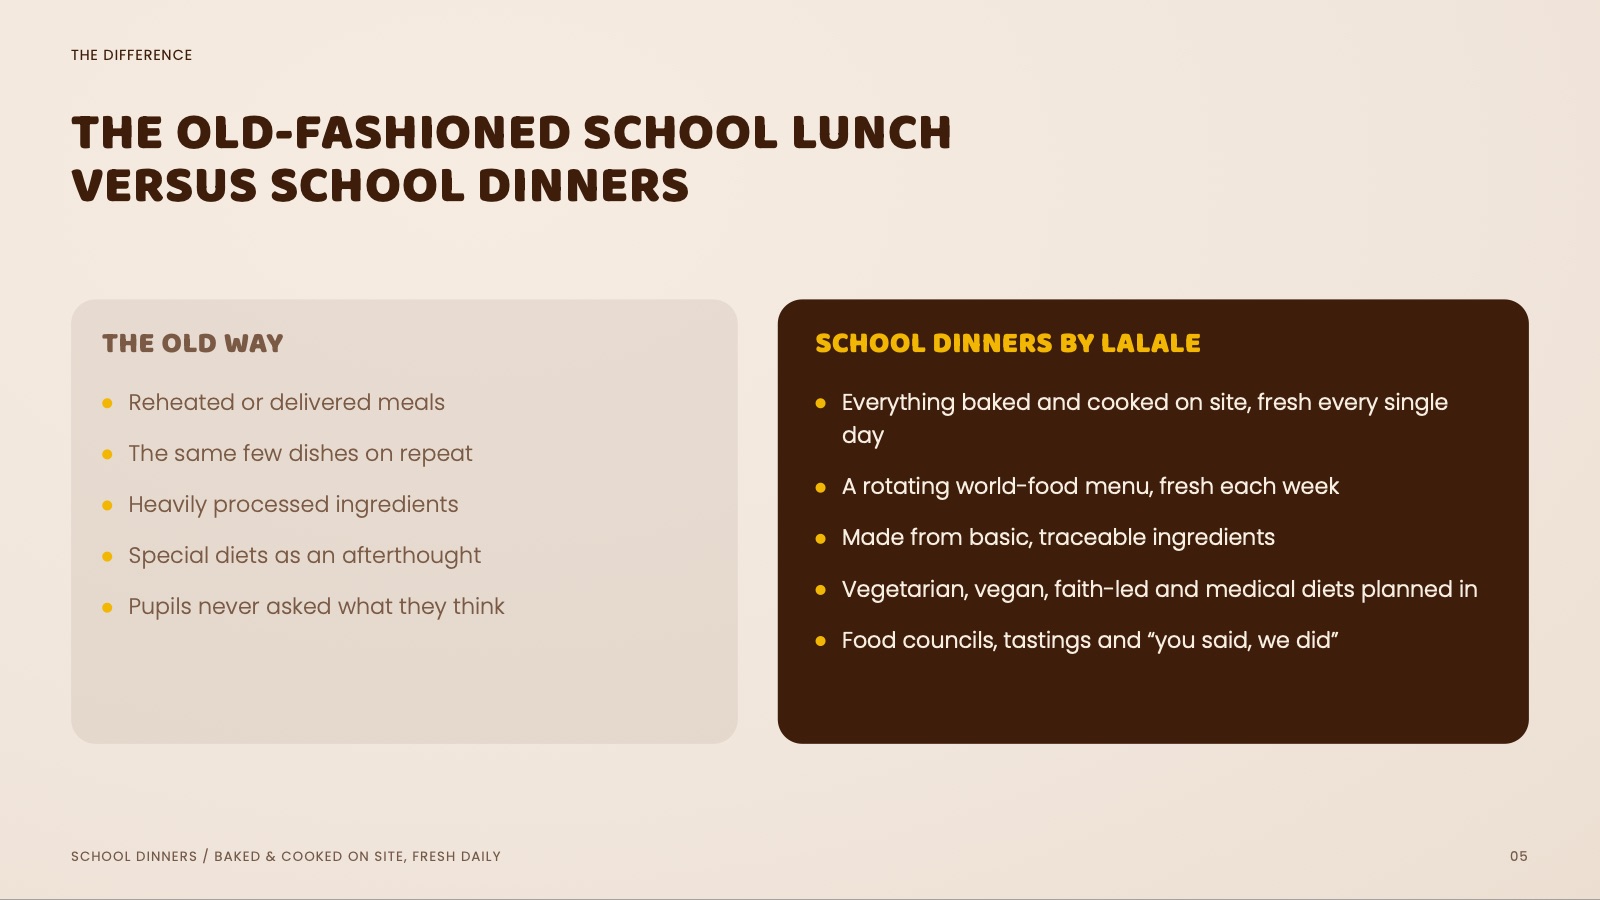 THE DIFFERENCE
THE OLD-FASHIONED SCHOOL LUNCH
VERSUS SCHOOL DINNERS
THE OLD WAY
Reheated or delivered meals
The same few dishes on repeat
Heavily processed ingredients
Special diets as an afterthought
Pupils never asked what they think
SCHOOL DINNERS BY LALALE
Everything baked and cooked on site, fresh every single
day
A rotating world-food menu, fresh each week
Made from basic, traceable ingredients
Vegetarian, vegan, faith-led and medical diets planned in
Food councils, tastings and “you said, we did”
SCHOOL DINNERS / BAKED & COOKED ON SITE, FRESH DAILY
05